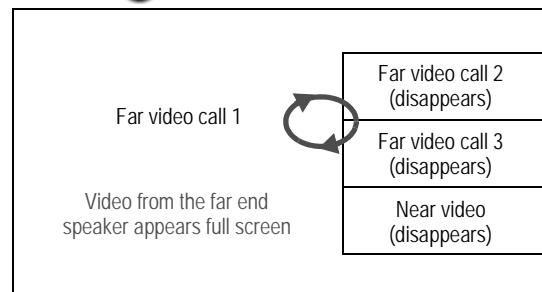 Far video call 1
Video from the far end
speaker appears full screen
Far video call 2
(disappears)
Far video call 3
(disappears)
Near video
(disappears)